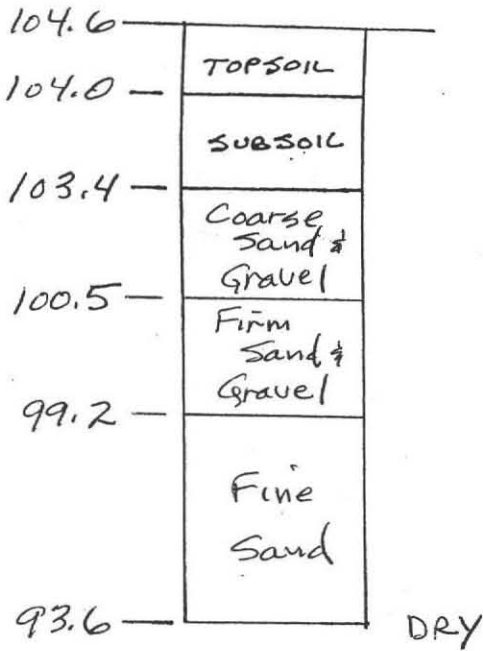 104.6
TOPSOIL
104.0
SUBSOIL
103.4
Coarse
Sand &
Gravel
100.5
Firm
Sand &
Gravel
99.2
Fine
Sand
93.6
DRY